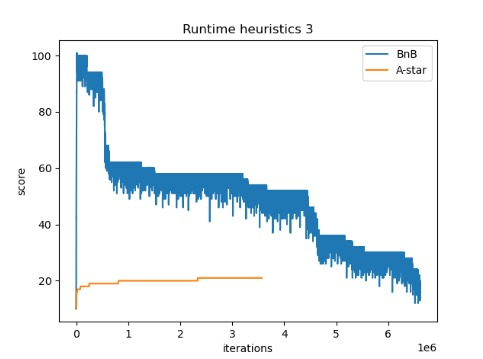 Runtime heuristics 3
BnB
A-star
score
100
80
60
40
20
0 1 2 3 4 5 6
1e6
iterations